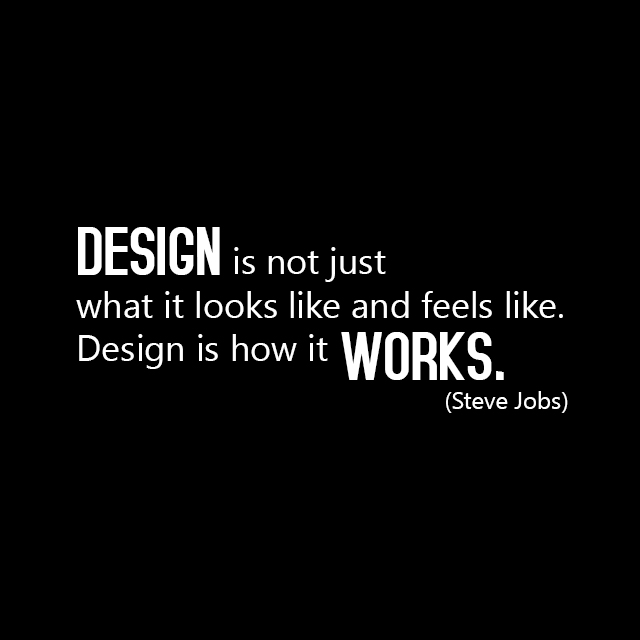 DESIGN is not just
what it looks like and feels like.
Design is how it WORKS.
(Steve Jobs)